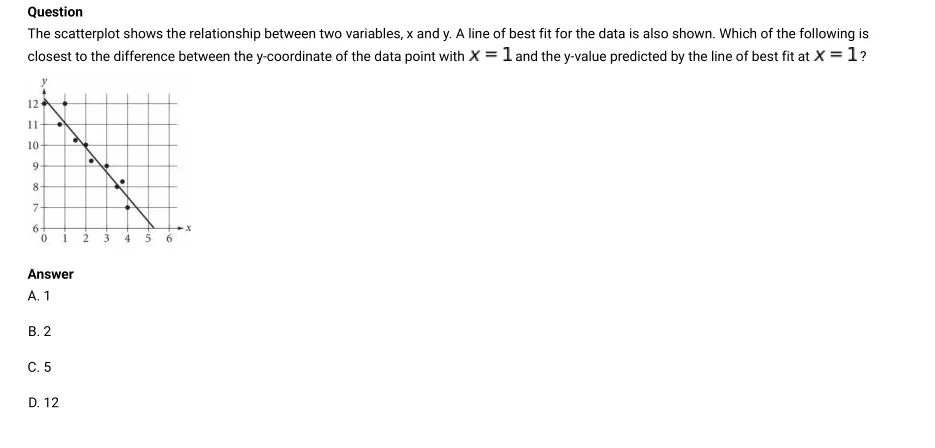 Question
The scatterplot shows the relationship between two variables, x and y. A line of best fit for the data is also shown. Which of the following is
closest to the difference between the y-coordinate of the data point with x = 1 and the y-value predicted by the line of best fit at x = 1?
y
12
11
10
9
8
7
6
x
0 1 2 3 4 5 6
Answer
A. 1
B. 2
C. 5
D. 12